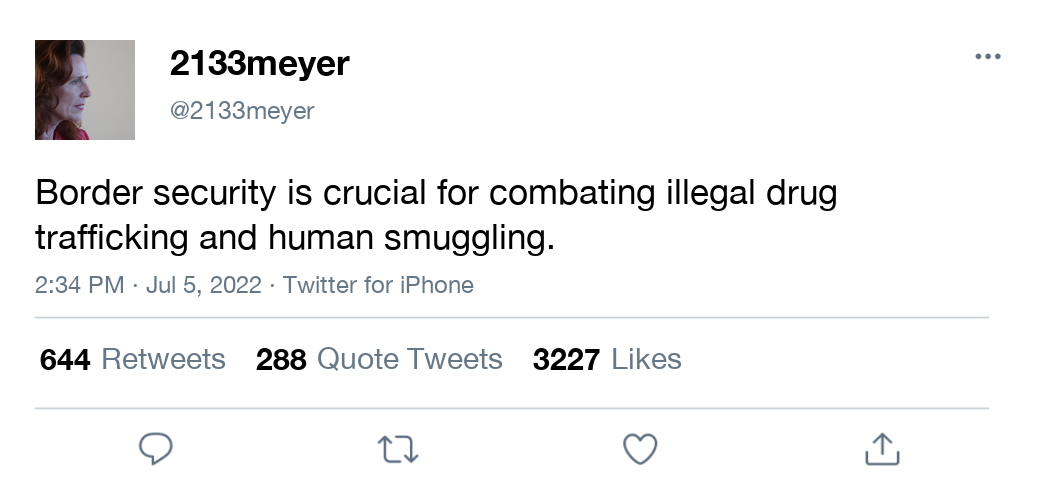 2133meyer
@2133meyer
Border security is crucial for combating illegal drug
trafficking and human smuggling.
2:34 PM · Jul 5, 2022 · Twitter for iPhone
644 Retweets 288 Quote Tweets 3227 Likes